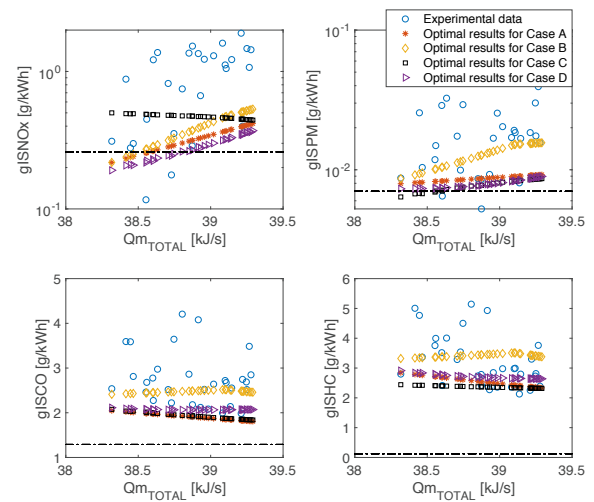 gISNOx [g/kWh]
10^0
10^-1
38
38.5
39
39.5
Qm_TOTAL [kJ/s]
gISPM [g/kWh]
10^-1
10^-2
38
38.5
39
39.5
Qm_TOTAL [kJ/s]
Experimental data
Optimal results for Case A
Optimal results for Case B
Optimal results for Case C
Optimal results for Case D
gISCO [g/kWh]
5
4
3
2
1
38
38.5
39
39.5
Qm_TOTAL [kJ/s]
gISHC [g/kWh]
6
5
4
3
2
1
0
38
38.5
39
39.5
Qm_TOTAL [kJ/s]